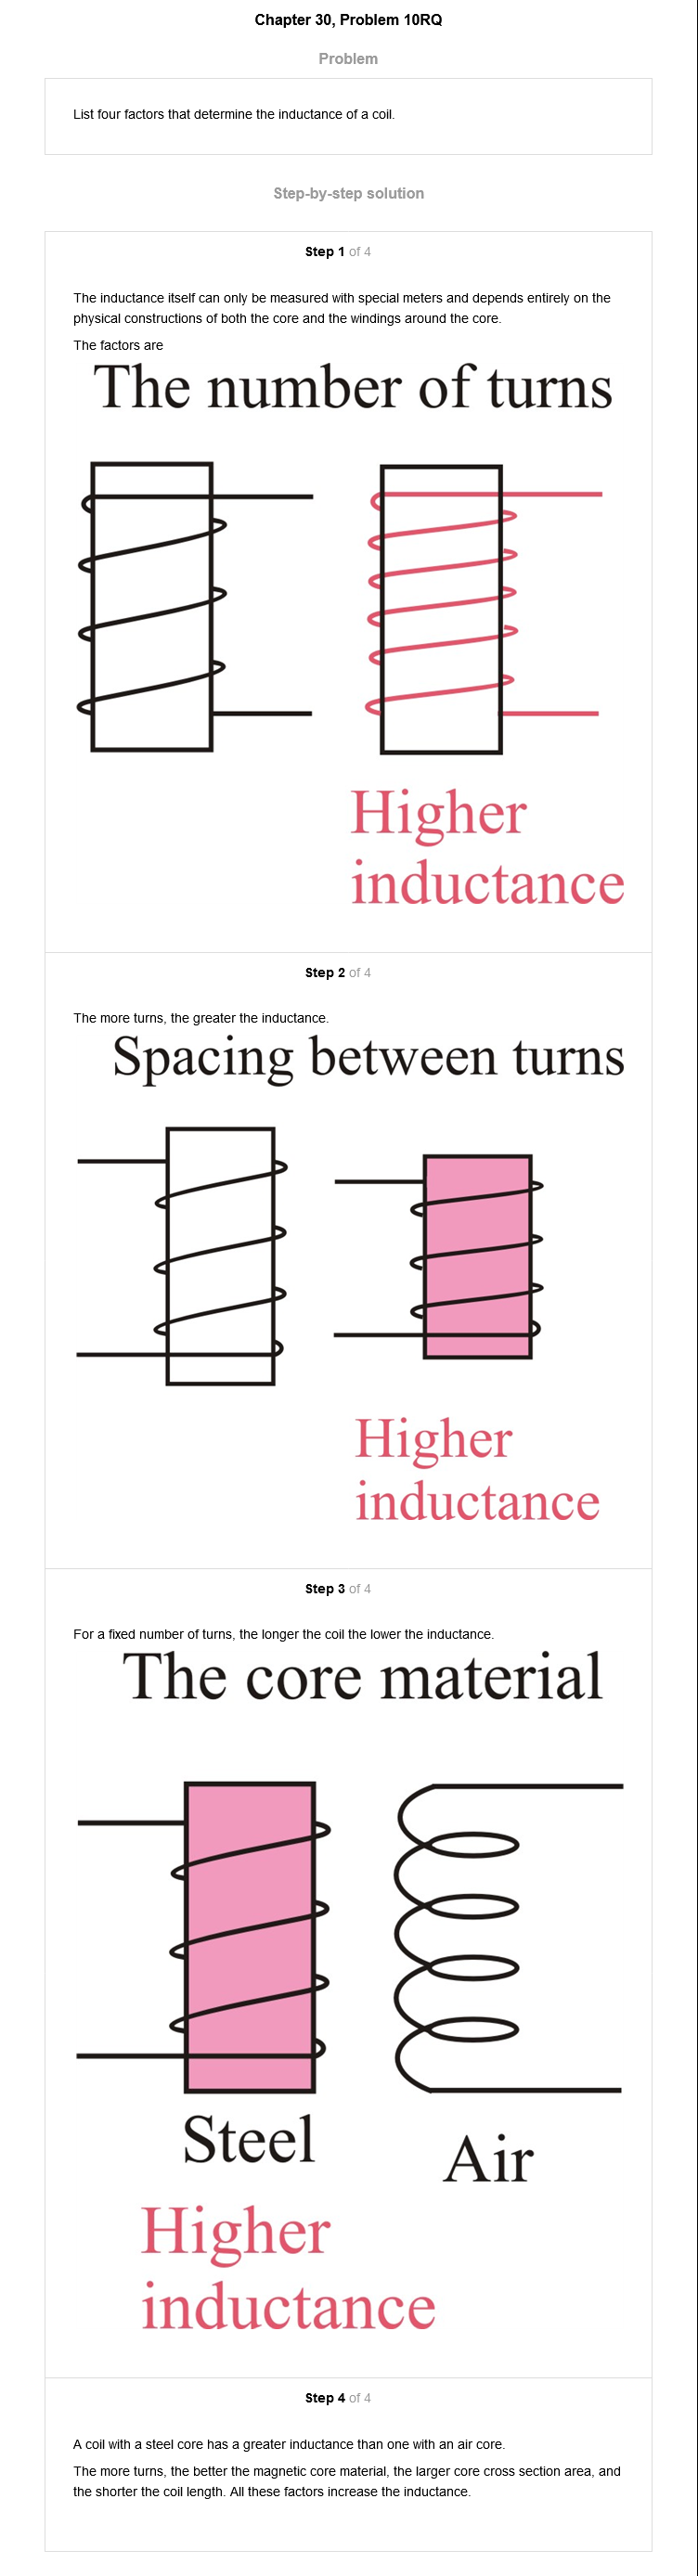 Chapter 30, Problem 10RQ
Problem
List four factors that determine the inductance of a coil.
Step-by-step solution
Step 1 of 4
The inductance itself can only be measured with special meters and depends entirely on the
physical constructions of both the core and the windings around the core.
The factors are
The number of turns
Higher
inductance
Step 2 of 4
The more turns, the greater the inductance.
Spacing between turns
Higher
inductance
Step 3 of 4
For a fixed number of turns, the longer the coil the lower the inductance.
The core material
Steel
Air
Higher
inductance
Step 4 of 4
A coil with a steel core has a greater inductance than one with an air core.
The more turns, the better the magnetic core material, the larger core cross section area, and
the shorter the coil length. All these factors increase the inductance.